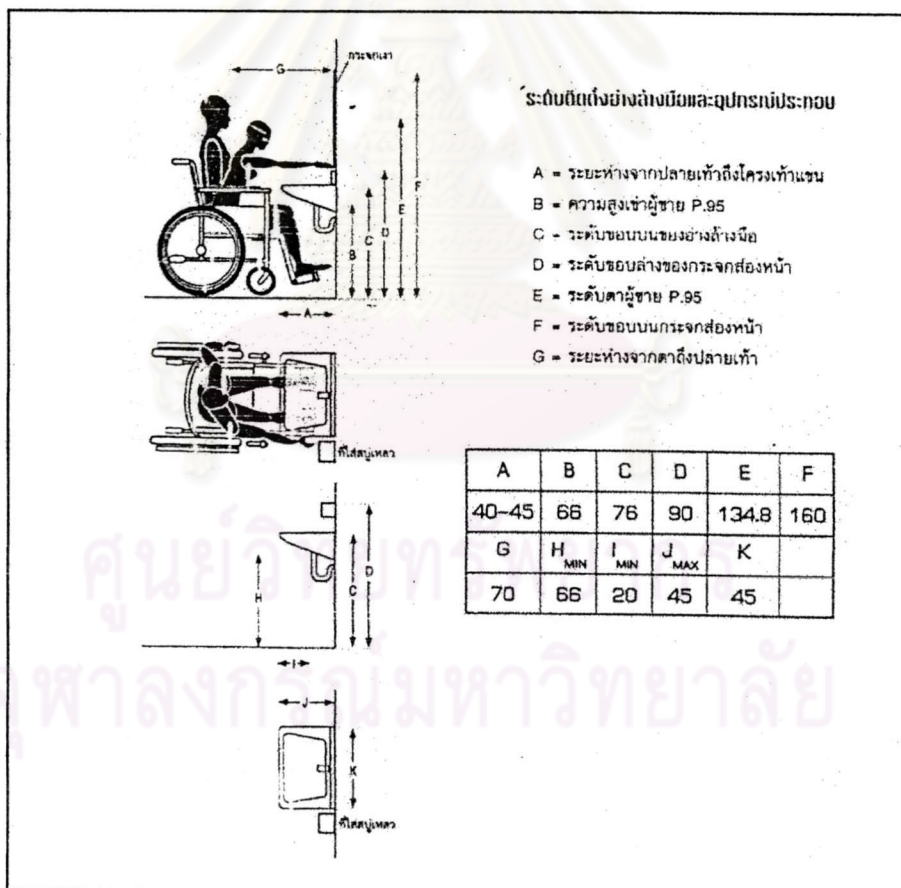 กระจกเงา
G
ระดับติดตั้งอ่างล้างมือและอุปกรณ์ประกอบ
A = ระยะห่างจากปลายเท้าถึงโครงเท้าแขน
B = ความสูงเข่าผู้ชาย P.95
C - ระดับขอบบนของอ่างล้างมือ
D = ระดับขอบล่างของกระจกส่องหน้า
E = ระดับตาผู้ชาย P.95
F = ระดับขอบบนกระจกส่องหน้า
G = ระยะห่างจากตาถึงปลายเท้า
B C D E F
A
ที่ใส่สบู่เหลว
A B C D E F
40-45 66 76 90 134.8 160
G H MIN I MIN J MAX K
70 66 20 45 45
H C D
I
ศูนย์วิทยทรัพยากร
จุฬาลงกรณ์มหาวิทยาลัย
J
K
ที่ใส่สบู่เหลว